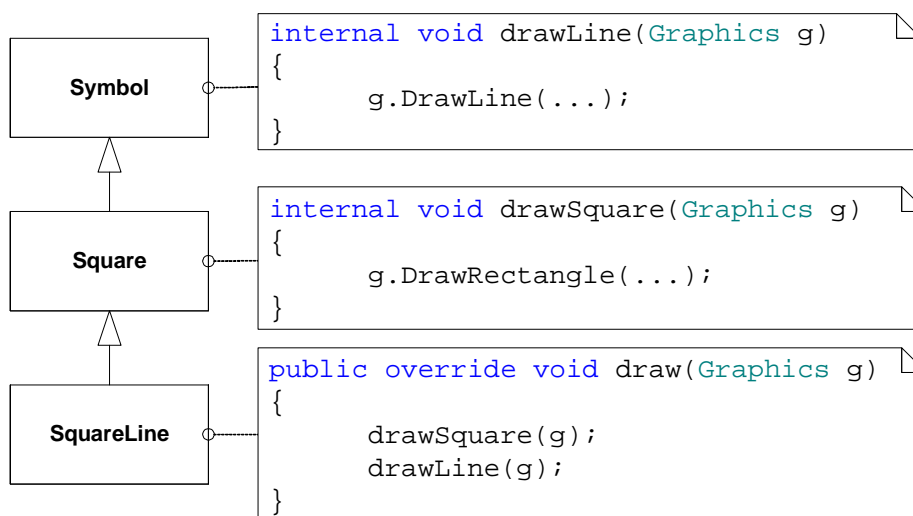 Symbol
internal void drawLine(Graphics g)
{
g.DrawLine(...);
}
Square
internal void drawSquare(Graphics g)
{
g.DrawRectangle(...);
}
SquareLine
public override void draw(Graphics g)
{
drawSquare(g);
drawLine(g);
}